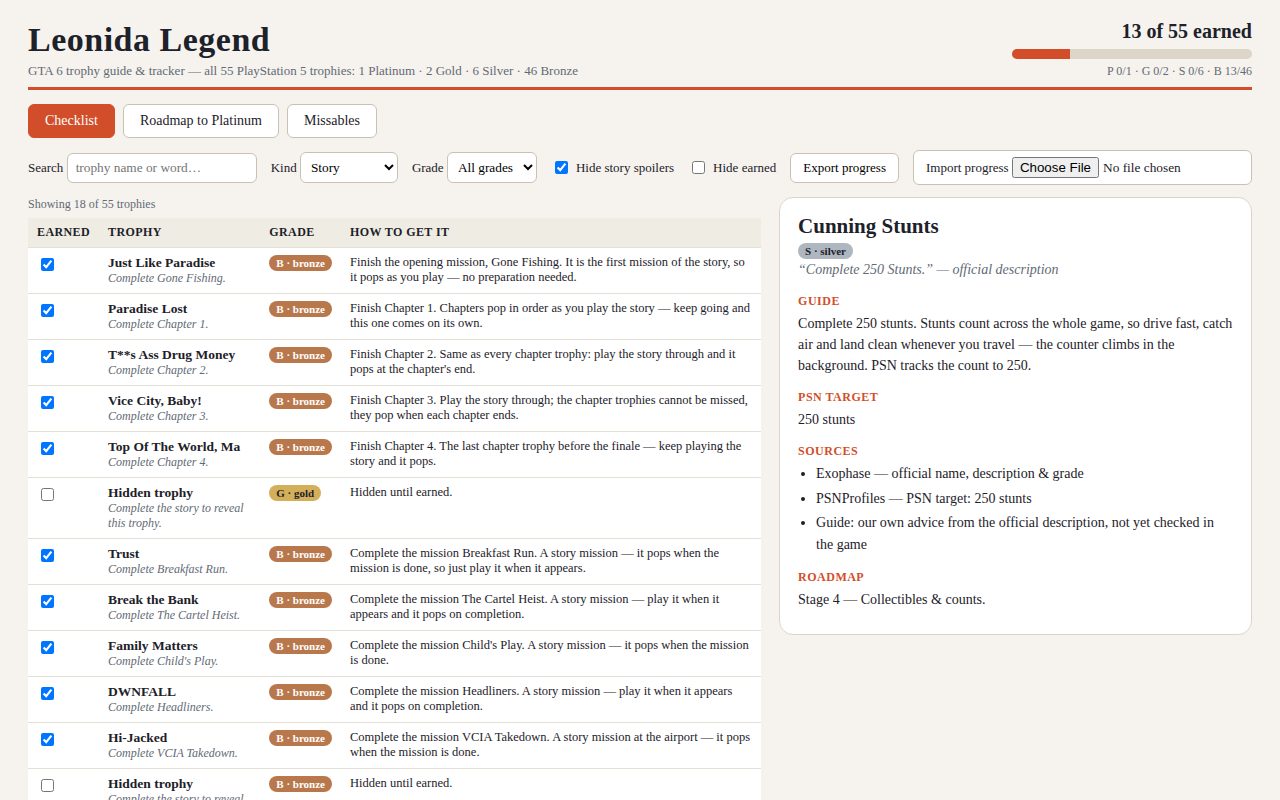 Leonida Legend
GTA 6 trophy guide & tracker — all 55 PlayStation 5 trophies: 1 Platinum · 2 Gold · 6 Silver · 46 Bronze
13 of 55 earned
P 0/1 · G 0/2 · S 0/6 · B 13/46
Checklist
Roadmap to Platinum
Missables
Search trophy name or word… Kind Story Grade All grades Hide story spoilers Hide earned Export progress Import progress Choose File No file chosen
Showing 18 of 55 trophies
EARNED TROPHY GRADE HOW TO GET IT
Just Like Paradise
Complete Gone Fishing.
B · bronze
Finish the opening mission, Gone Fishing. It is the first mission of the story, so
it pops as you play — no preparation needed.
Paradise Lost
Complete Chapter 1.
B · bronze
Finish Chapter 1. Chapters pop in order as you play the story — keep going and
this one comes on its own.
T**s Ass Drug Money
Complete Chapter 2.
B · bronze
Finish Chapter 2. Same as every chapter trophy: play the story through and it
pops at the chapter's end.
Vice City, Baby!
Complete Chapter 3.
B · bronze
Finish Chapter 3. Play the story through; the chapter trophies cannot be missed,
they pop when each chapter ends.
Top Of The World, Ma
Complete Chapter 4.
B · bronze
Finish Chapter 4. The last chapter trophy before the finale — keep playing the
story and it pops.
Hidden trophy
Complete the story to reveal
this trophy.
G · gold
Hidden until earned.
Trust
Complete Breakfast Run.
B · bronze
Complete the mission Breakfast Run. A story mission — it pops when the
mission is done, so just play it when it appears.
Break the Bank
Complete The Cartel Heist.
B · bronze
Complete the mission The Cartel Heist. A story mission — play it when it
appears and it pops on completion.
Family Matters
Complete Child's Play.
B · bronze
Complete the mission Child's Play. A story mission — it pops when the mission
is done.
DWNFALL
Complete Headliners.
B · bronze
Complete the mission Headliners. A story mission — play it when it appears
and it pops on completion.
Hi-Jacked
Complete VCIA Takedown.
B · bronze
Complete the mission VCIA Takedown. A story mission at the airport — it pops
when the mission is done.
Hidden trophy
Complete the story to reveal
B · bronze
Hidden until earned.
Cunning Stunts
S · silver
“Complete 250 Stunts.” — official description
GUIDE
Complete 250 stunts. Stunts count across the whole game, so drive fast, catch
air and land clean whenever you travel — the counter climbs in the
background. PSN tracks the count to 250.
PSN TARGET
250 stunts
SOURCES
• Exophase — official name, description & grade
• PSNProfiles — PSN target: 250 stunts
• Guide: our own advice from the official description, not yet checked in
the game
ROADMAP
Stage 4 — Collectibles & counts.